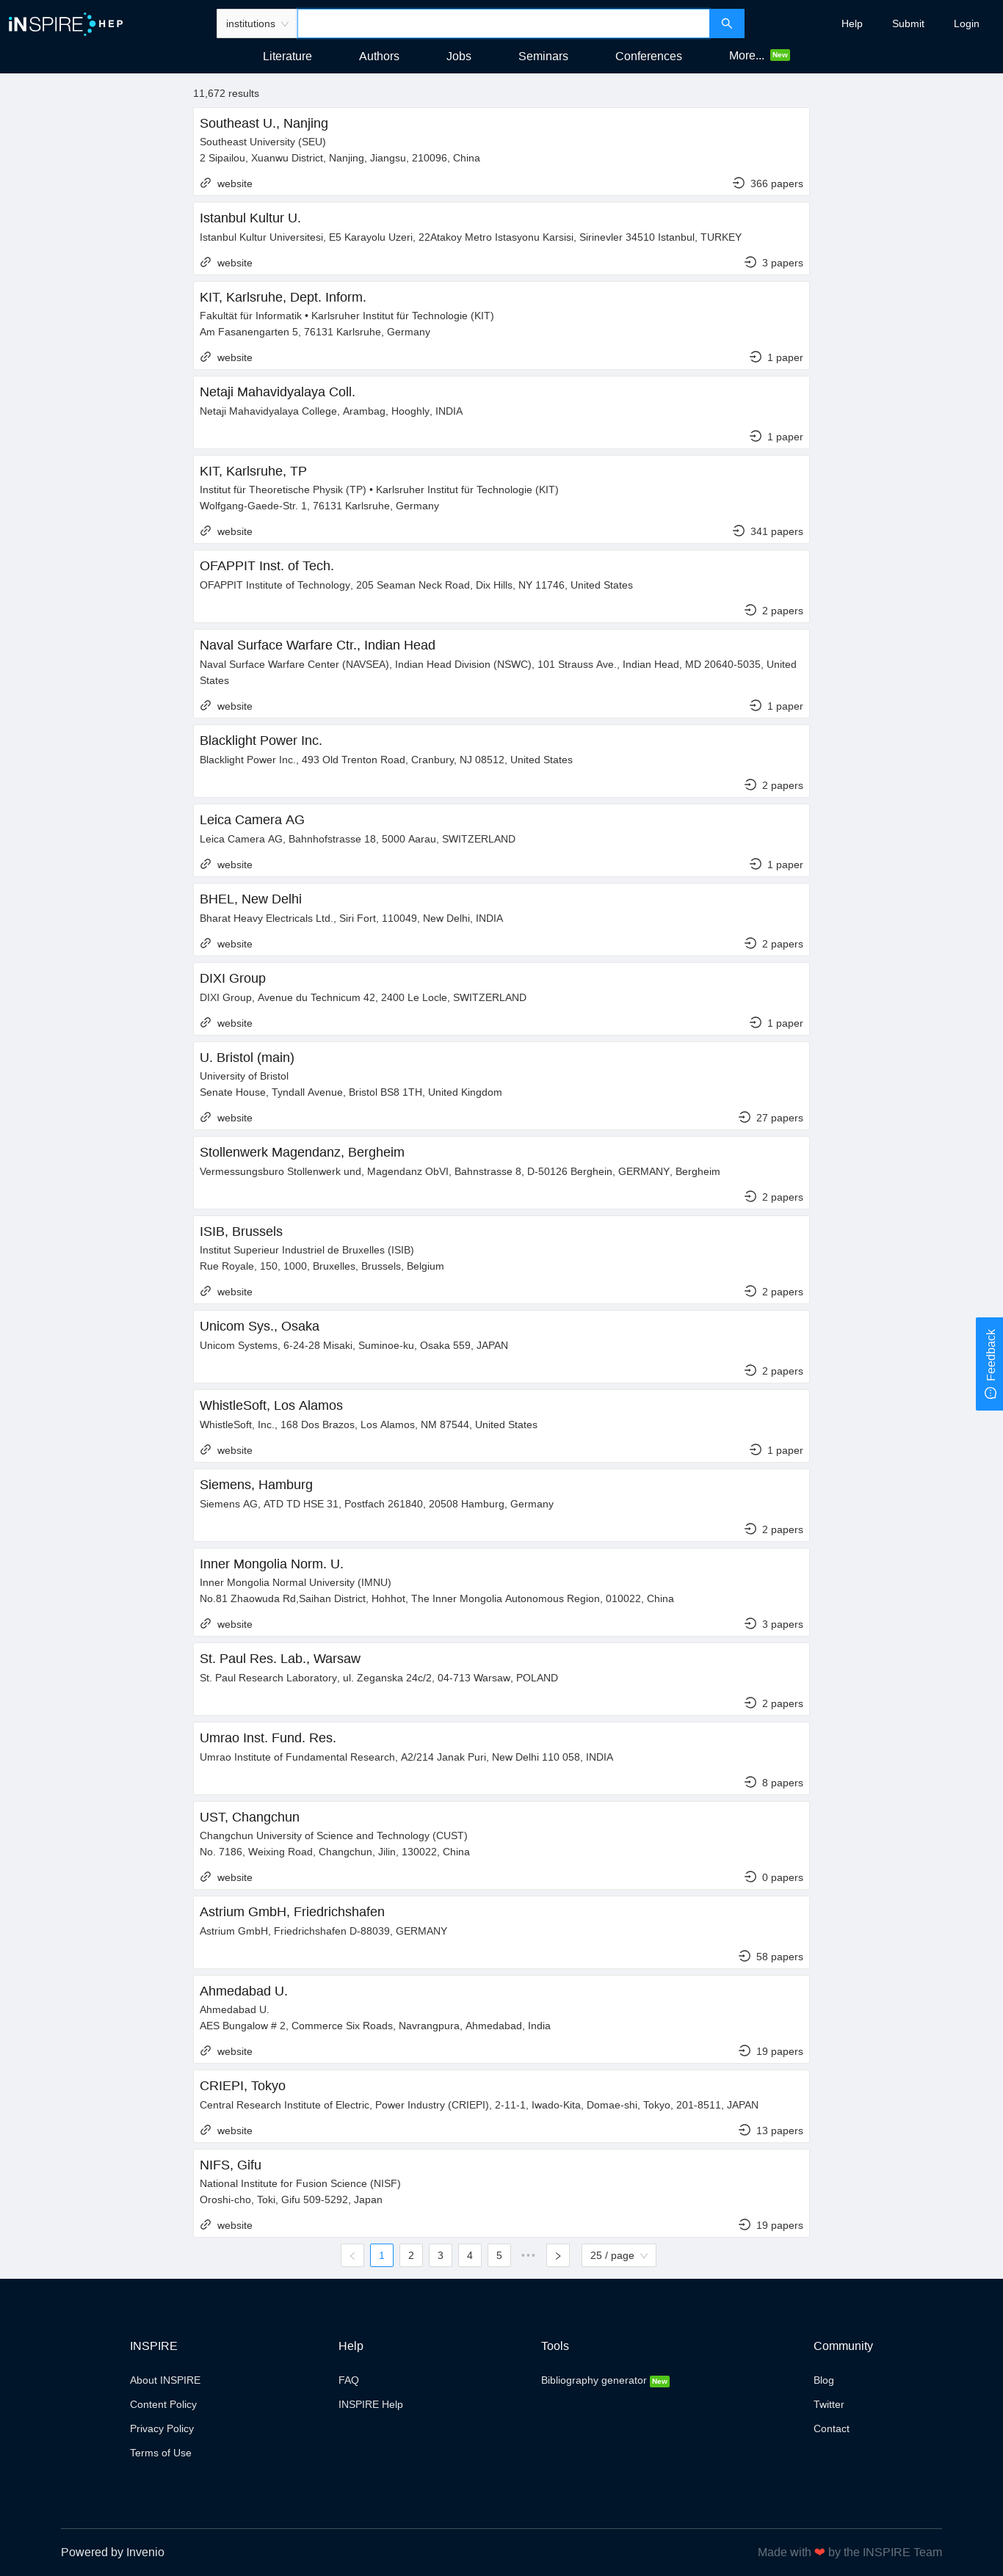 iNSPIRE HEP
institutions
Help
Submit
Login
Literature
Authors
Jobs
Seminars
Conferences
More... New
11,672 results
Southeast U., Nanjing
Southeast University (SEU)
2 Sipailou, Xuanwu District, Nanjing, Jiangsu, 210096, China
website
366 papers
Istanbul Kultur U.
Istanbul Kultur Universitesi, E5 Karayolu Uzeri, 22Atakoy Metro Istasyonu Karsisi, Sirinevler 34510 Istanbul, TURKEY
website
3 papers
KIT, Karlsruhe, Dept. Inform.
Fakultät für Informatik • Karlsruher Institut für Technologie (KIT)
Am Fasanengarten 5, 76131 Karlsruhe, Germany
website
1 paper
Netaji Mahavidyalaya Coll.
Netaji Mahavidyalaya College, Arambag, Hooghly, INDIA
1 paper
KIT, Karlsruhe, TP
Institut für Theoretische Physik (TP) • Karlsruher Institut für Technologie (KIT)
Wolfgang-Gaede-Str. 1, 76131 Karlsruhe, Germany
website
341 papers
OFAPPIT Inst. of Tech.
OFAPPIT Institute of Technology, 205 Seaman Neck Road, Dix Hills, NY 11746, United States
2 papers
Naval Surface Warfare Ctr., Indian Head
Naval Surface Warfare Center (NAVSEA), Indian Head Division (NSWC), 101 Strauss Ave., Indian Head, MD 20640-5035, United
States
website
1 paper
Blacklight Power Inc.
Blacklight Power Inc., 493 Old Trenton Road, Cranbury, NJ 08512, United States
2 papers
Leica Camera AG
Leica Camera AG, Bahnhofstrasse 18, 5000 Aarau, SWITZERLAND
website
1 paper
BHEL, New Delhi
Bharat Heavy Electricals Ltd., Siri Fort, 110049, New Delhi, INDIA
website
2 papers
DIXI Group
DIXI Group, Avenue du Technicum 42, 2400 Le Locle, SWITZERLAND
website
1 paper
U. Bristol (main)
University of Bristol
Senate House, Tyndall Avenue, Bristol BS8 1TH, United Kingdom
website
27 papers
Stollenwerk Magendanz, Bergheim
Vermessungsburo Stollenwerk und, Magendanz ObVI, Bahnstrasse 8, D-50126 Berghein, GERMANY, Bergheim
2 papers
ISIB, Brussels
Institut Superieur Industriel de Bruxelles (ISIB)
Rue Royale, 150, 1000, Bruxelles, Brussels, Belgium
website
2 papers
Unicom Sys., Osaka
Unicom Systems, 6-24-28 Misaki, Suminoe-ku, Osaka 559, JAPAN
2 papers
Feedback
WhistleSoft, Los Alamos
WhistleSoft, Inc., 168 Dos Brazos, Los Alamos, NM 87544, United States
website
1 paper
Siemens, Hamburg
Siemens AG, ATD TD HSE 31, Postfach 261840, 20508 Hamburg, Germany
2 papers
Inner Mongolia Norm. U.
Inner Mongolia Normal University (IMNU)
No.81 Zhaowuda Rd,Saihan District, Hohhot, The Inner Mongolia Autonomous Region, 010022, China
website
3 papers
St. Paul Res. Lab., Warsaw
St. Paul Research Laboratory, ul. Zeganska 24c/2, 04-713 Warsaw, POLAND
2 papers
Umrao Inst. Fund. Res.
Umrao Institute of Fundamental Research, A2/214 Janak Puri, New Delhi 110 058, INDIA
8 papers
UST, Changchun
Changchun University of Science and Technology (CUST)
No. 7186, Weixing Road, Changchun, Jilin, 130022, China
website
0 papers
Astrium GmbH, Friedrichshafen
Astrium GmbH, Friedrichshafen D-88039, GERMANY
58 papers
Ahmedabad U.
Ahmedabad U.
AES Bungalow # 2, Commerce Six Roads, Navrangpura, Ahmedabad, India
website
19 papers
CRIEPI, Tokyo
Central Research Institute of Electric, Power Industry (CRIEPI), 2-11-1, Iwado-Kita, Domae-shi, Tokyo, 201-8511, JAPAN
website
13 papers
NIFS, Gifu
National Institute for Fusion Science (NISF)
Oroshi-cho, Toki, Gifu 509-5292, Japan
website
19 papers
1 2 3 4 5 ••• 25 / page
INSPIRE
About INSPIRE
Content Policy
Privacy Policy
Terms of Use
Help
FAQ
INSPIRE Help
Tools
Bibliography generator New
Community
Blog
Twitter
Contact
Powered by Invenio
Made with ❤ by the INSPIRE Team